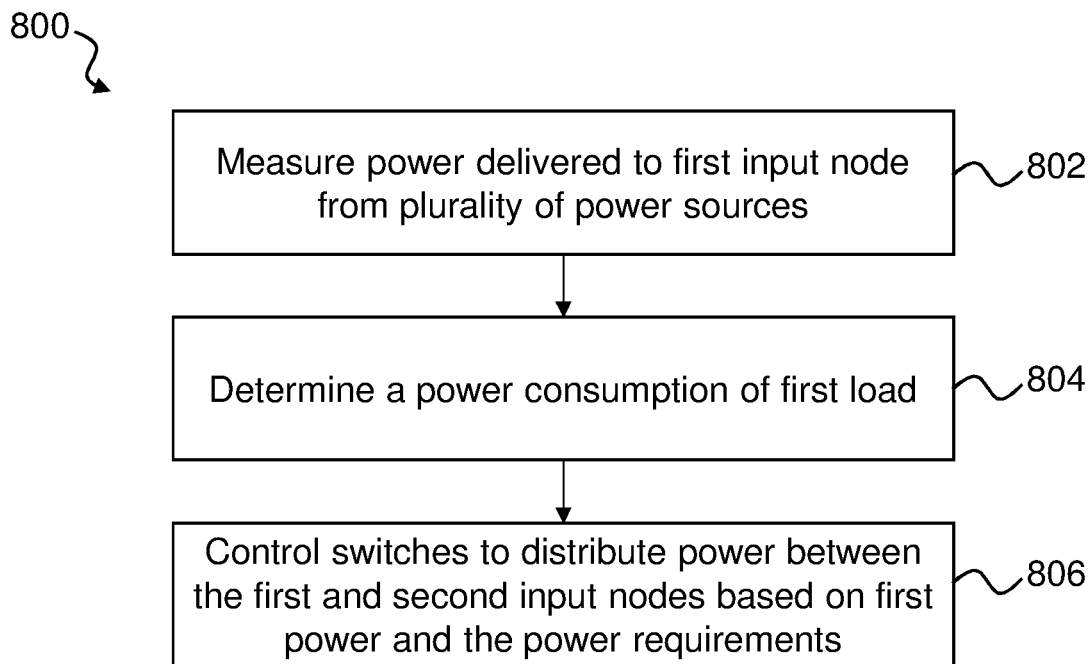 800
Measure power delivered to first input node
from plurality of power sources
802
Determine a power consumption of first load
804
Control switches to distribute power between
the first and second input nodes based on first
power and the power requirements
806